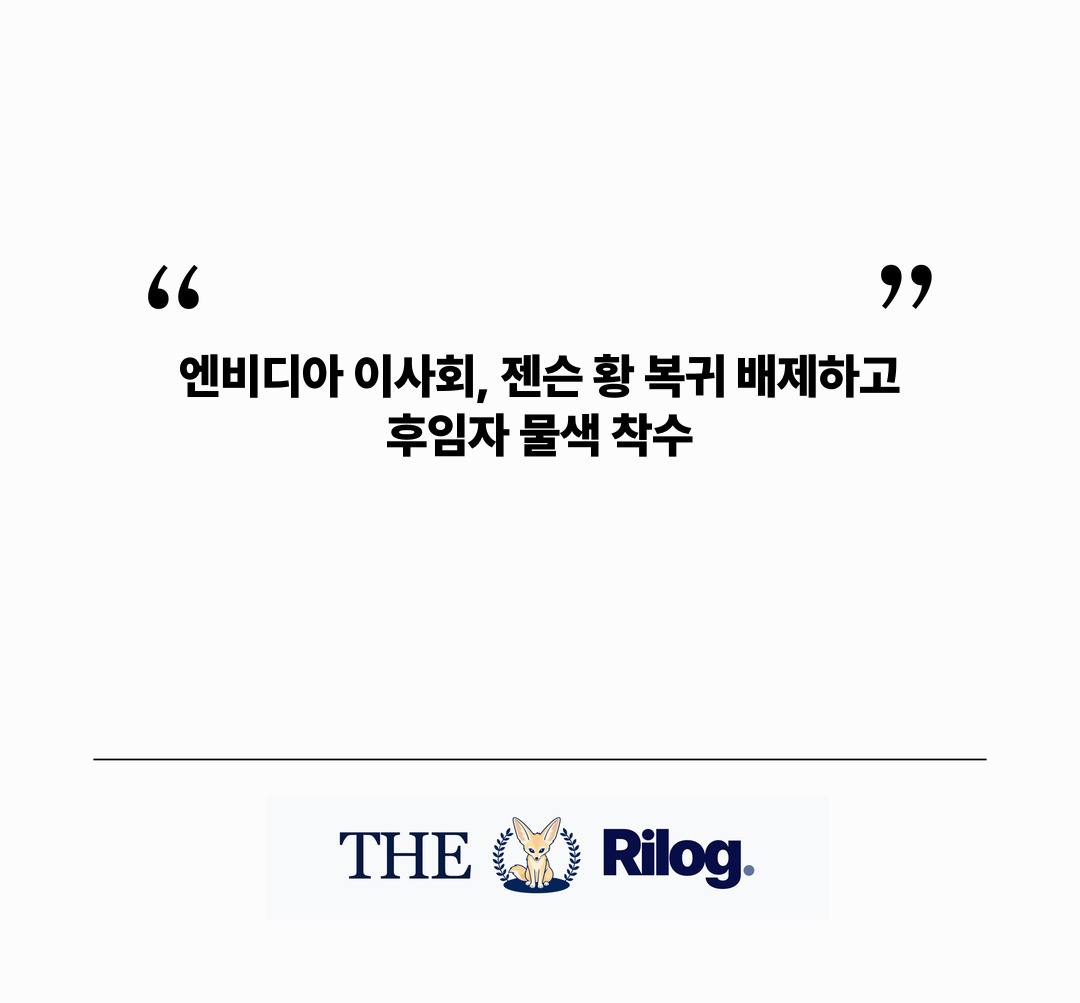 “ ”
엔비디아 이사회, 젠슨 황 복귀 배제하고
후임자 물색 착수
THE Rilog.